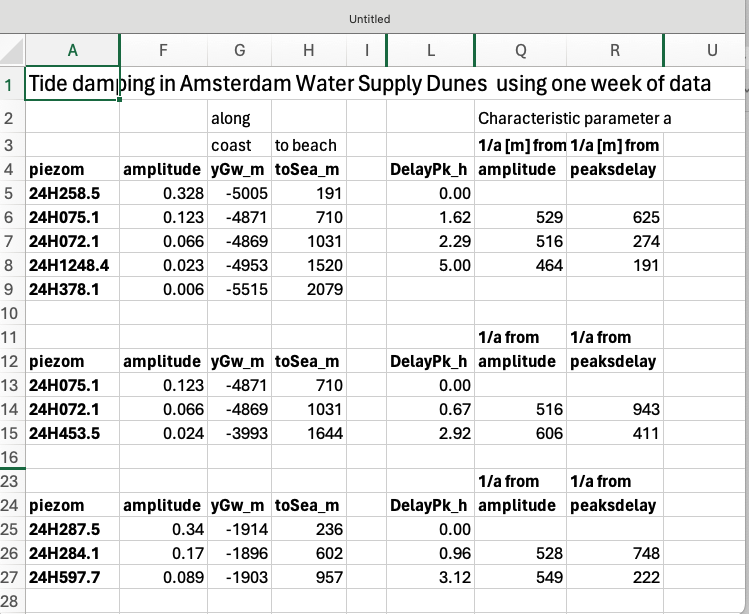 Untitled
A F G H I L Q R U
1 Tide damping in Amsterdam Water Supply Dunes using one week of data
2 along Characteristic parameter a
3 coast to beach 1/a [m] from 1/a [m] from
4 piezom amplitude yGw_m toSea_m DelayPk_h amplitude peaksdelay
5 24H258.5 0.328 -5005 191 0.00
6 24H075.1 0.123 -4871 710 1.62 529 625
7 24H072.1 0.066 -4869 1031 2.29 516 274
8 24H1248.4 0.023 -4953 1520 5.00 464 191
9 24H378.1 0.006 -5515 2079
10
11 1/a from 1/a from
12 piezom amplitude yGw_m toSea_m DelayPk_h amplitude peaksdelay
13 24H075.1 0.123 -4871 710 0.00
14 24H072.1 0.066 -4869 1031 0.67 516 943
15 24H453.5 0.024 -3993 1644 2.92 606 411
16
23 1/a from 1/a from
24 piezom amplitude yGw_m toSea_m DelayPk_h amplitude peaksdelay
25 24H287.5 0.34 -1914 236 0.00
26 24H284.1 0.17 -1896 602 0.96 528 748
27 24H597.7 0.089 -1903 957 3.12 549 222
28